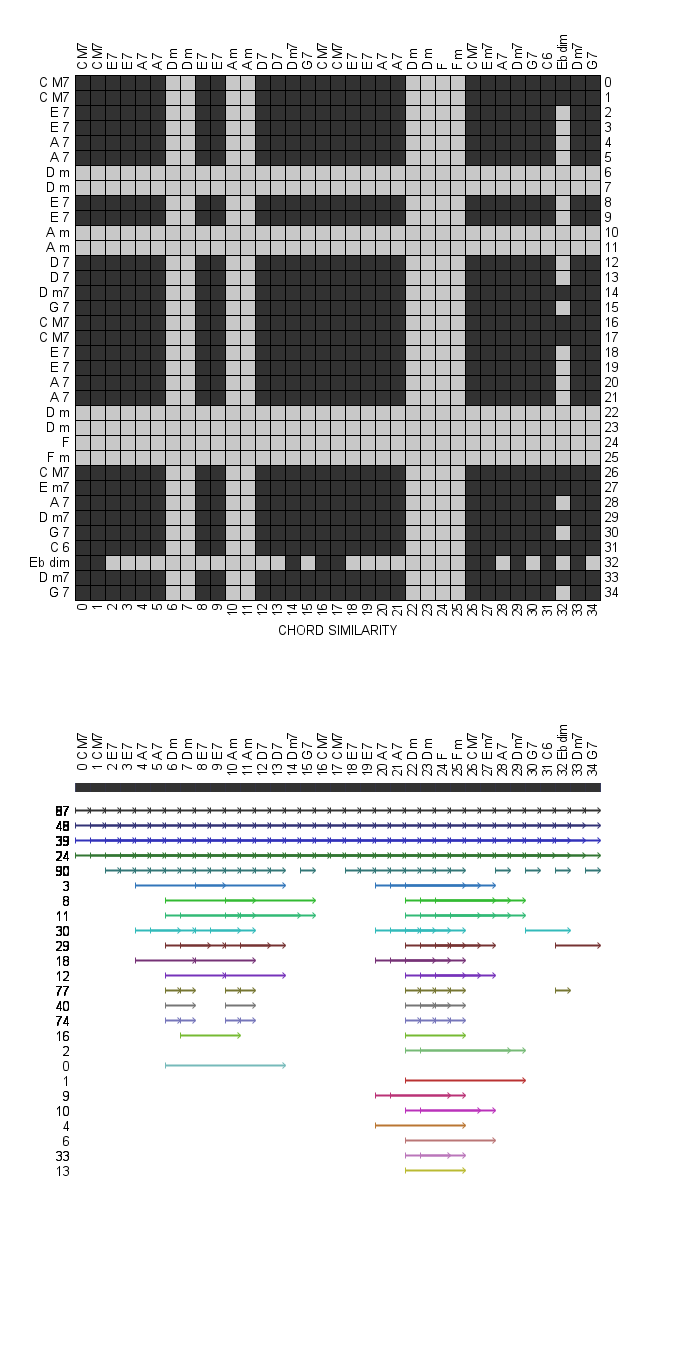 C M7 C M7 E 7 E 7 A 7 A 7 D m D m E 7 E 7 A m A m D 7 D 7 D m7 G 7 C M7 C M7 E 7 E 7 A 7 A 7 D m D m F F m C M7 E m7 A 7 D m7 G 7 C 6 Eb dim D m7 G 7
C M7 0
C M7 1
E 7 2
E 7 3
A 7 4
A 7 5
D m 6
D m 7
E 7 8
E 7 9
A m 10
A m 11
D 7 12
D 7 13
D m7 14
G 7 15
C M7 16
C M7 17
E 7 18
E 7 19
A 7 20
A 7 21
D m 22
D m 23
F 24
F m 25
C M7 26
E m7 27
A 7 28
D m7 29
G 7 30
C 6 31
Eb dim 32
D m7 33
G 7 34
0 1 2 3 4 5 6 7 8 9 10 11 12 13 14 15 16 17 18 19 20 21 22 23 24 25 26 27 28 29 30 31 32 33 34
CHORD SIMILARITY
0 C M7 1 C M7 2 E 7 3 E 7 4 A 7 5 A 7 6 D m 7 D m 8 E 7 9 E 7 10 A m 11 A m 12 D 7 13 D 7 14 D m7 15 G 7 16 C M7 17 C M7 18 E 7 19 E 7 20 A 7 21 A 7 22 D m 23 D m 24 F 25 F m 26 C M7 27 E m7 28 A 7 29 D m7 30 G 7 31 C 6 32 Eb dim 33 D m7 34 G 7
24
3
8
11
30
29
18
12
77
40
74
16
2
0
1
9
10
4
6
33
13